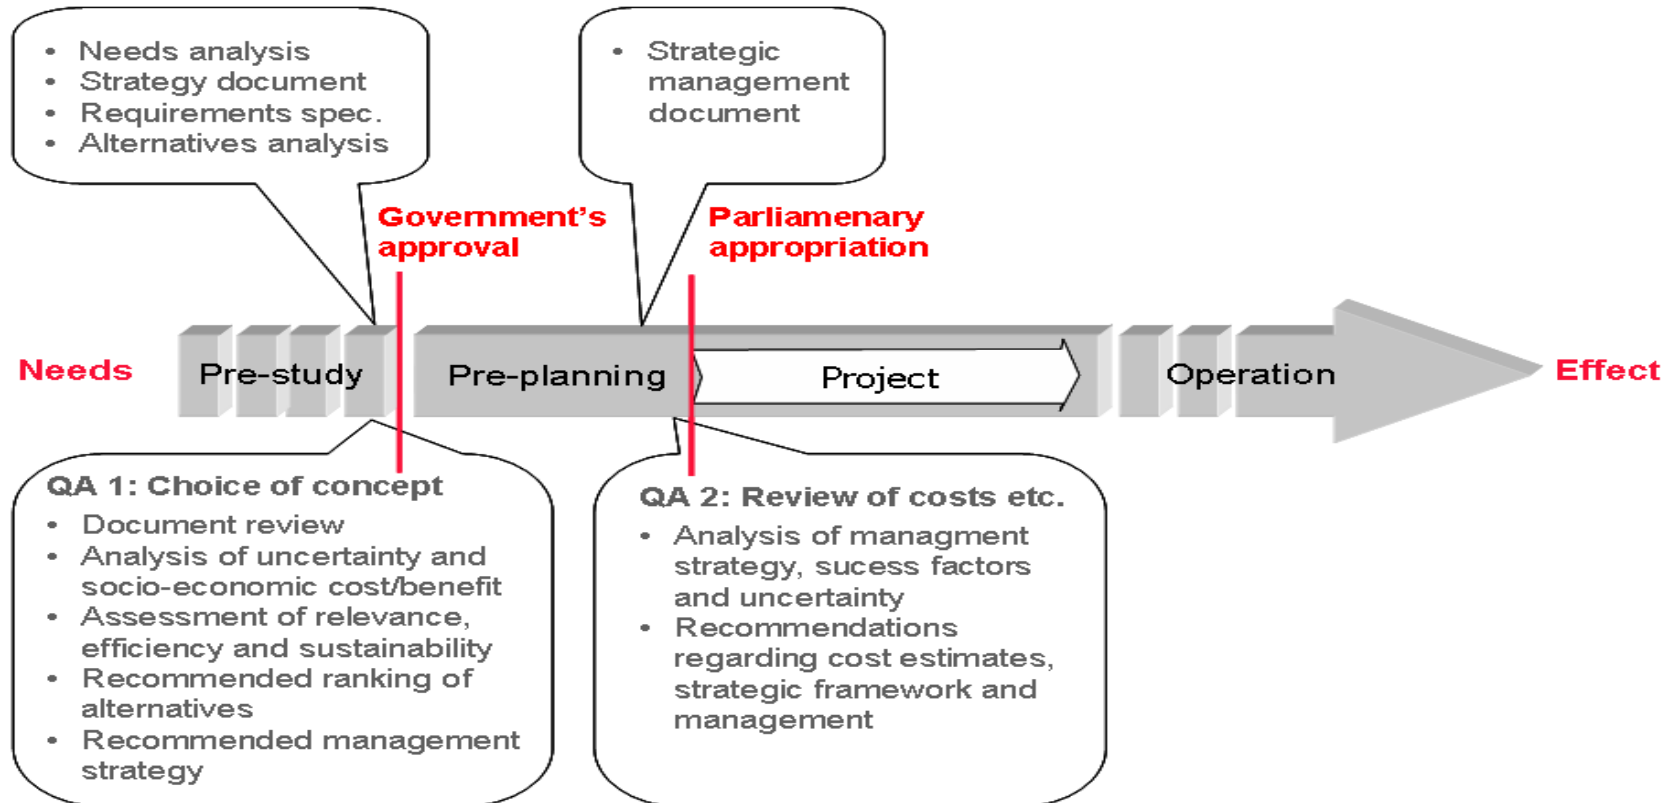 • Needs analysis
• Strategy document
• Requirements spec.
• Alternatives analysis
• Strategic
management
document
Government's
approval
Parliamenary
appropriation
Needs
Pre-study
Pre-planning
Project
Operation
Effect
QA 1: Choice of concept
• Document review
• Analysis of uncertainty and
socio-economic cost/benefit
• Assessment of relevance,
efficiency and sustainability
• Recommended ranking of
alternatives
• Recommended management
strategy
QA 2: Review of costs etc.
• Analysis of managment
strategy, sucess factors
and uncertainty
• Recommendations
regarding cost estimates,
strategic framework and
management